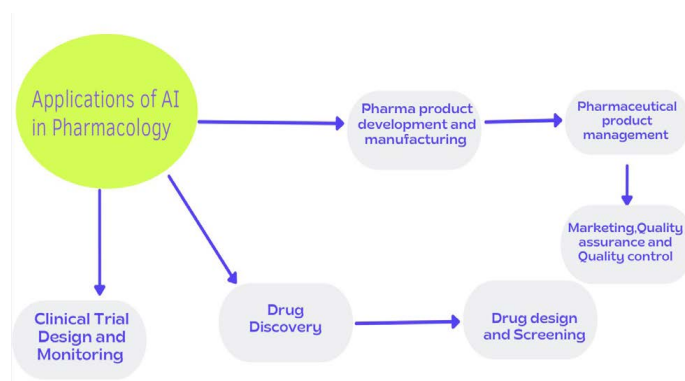 Applications of AI
in Pharmacology
Pharma product
development and
manufacturing
Pharmaceutical
product
management
Marketing,Quality
assurance and
Quality control
Clinical Trial
Design and
Monitoring
Drug
Discovery
Drug design
and Screening